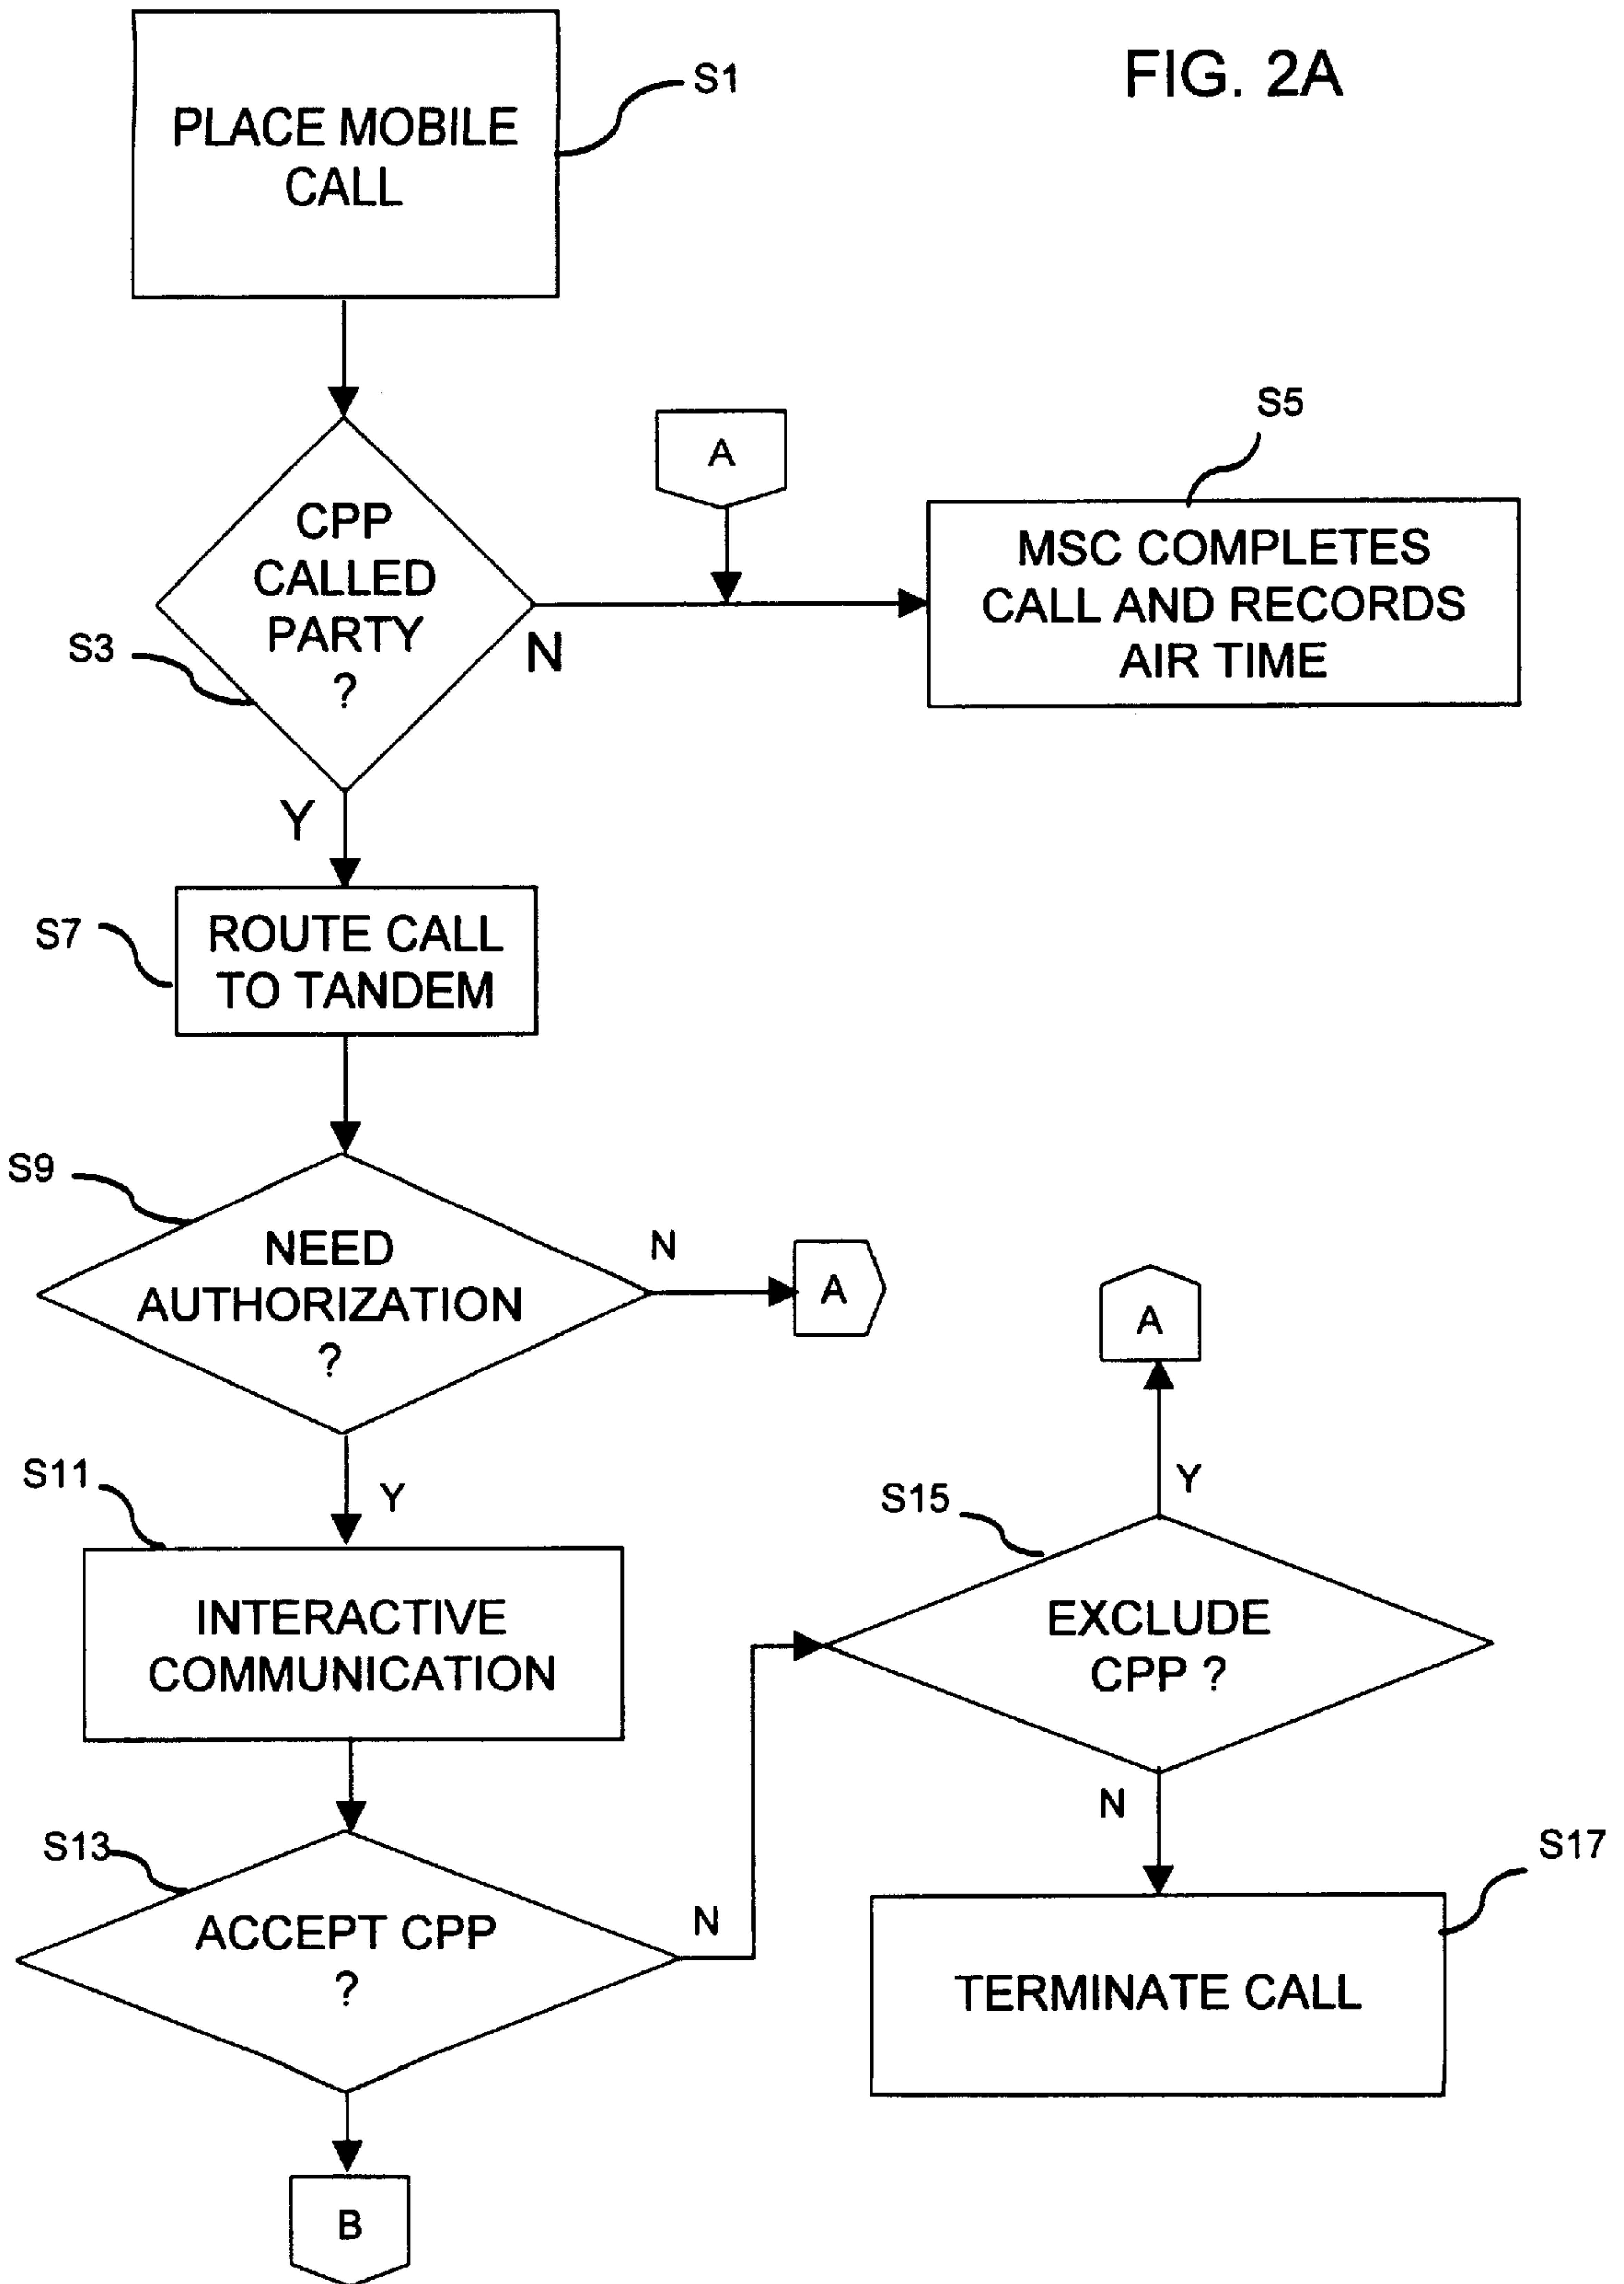 FIG. 2A
PLACE MOBILE
CALL
S1
CPP
CALLED
PARTY
?
S3
N
A
S5
MSC COMPLETES
CALL AND RECORDS
AIR TIME
Y
S7
ROUTE CALL
TO TANDEM
S9
NEED
AUTHORIZATION
?
N
A
Y
S11
INTERACTIVE
COMMUNICATION
S13
ACCEPT CPP
?
N
A
Y
S15
EXCLUDE
CPP ?
N
S17
TERMINATE CALL
B